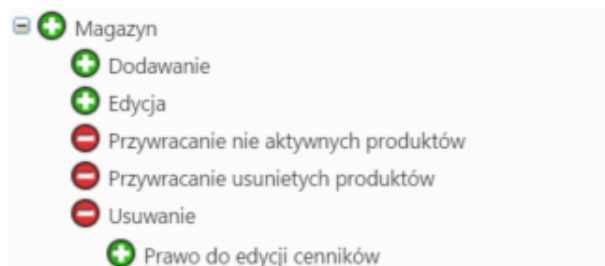 Magazyn
Dodawanie
Edycja
Przywracanie nie aktywnych produktów
Przywracanie usunietych produktów
Usuwanie
Prawo do edycji cenników